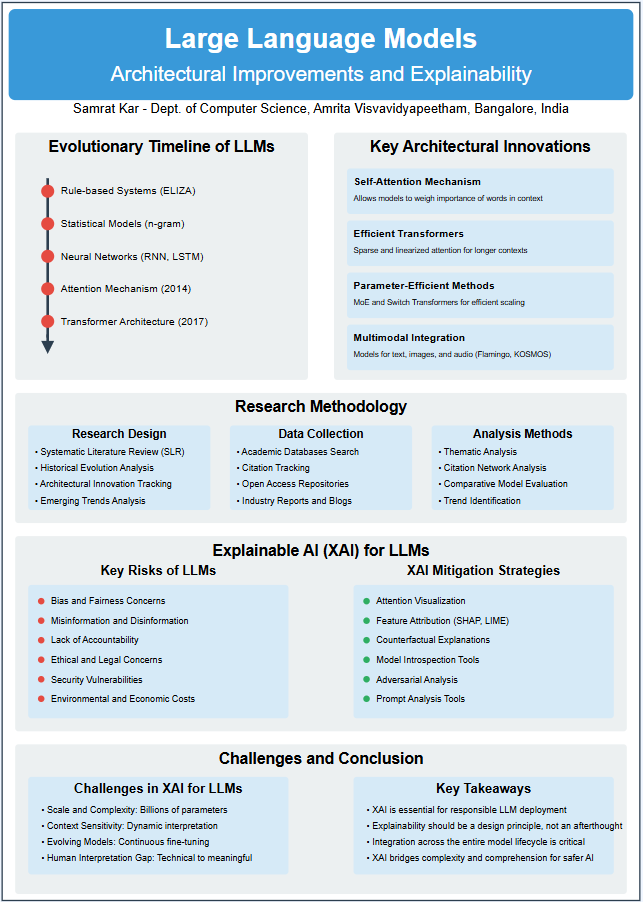 Large Language Models
Architectural Improvements and Explainability
Samrat Kar - Dept. of Computer Science, Amrita Visvavidyapeetham, Bangalore, India
Evolutionary Timeline of LLMs
Rule-based Systems (ELIZA)
Statistical Models (n-gram)
Neural Networks (RNN, LSTM)
Attention Mechanism (2014)
Transformer Architecture (2017)
Key Architectural Innovations
Self-Attention Mechanism
Allows models to weigh importance of words in context
Efficient Transformers
Sparse and linearized attention for longer contexts
Parameter-Efficient Methods
MoE and Switch Transformers for efficient scaling
Multimodal Integration
Models for text, images, and audio (Flamingo, KOSMOS)
Research Methodology
Research Design
• Systematic Literature Review (SLR)
• Historical Evolution Analysis
• Architectural Innovation Tracking
• Emerging Trends Analysis
Data Collection
• Academic Databases Search
• Citation Tracking
• Open Access Repositories
• Industry Reports and Blogs
Analysis Methods
• Thematic Analysis
• Citation Network Analysis
• Comparative Model Evaluation
• Trend Identification
Explainable AI (XAI) for LLMs
Key Risks of LLMs
Bias and Fairness Concerns
Misinformation and Disinformation
Lack of Accountability
Ethical and Legal Concerns
Security Vulnerabilities
Environmental and Economic Costs
XAI Mitigation Strategies
Attention Visualization
Feature Attribution (SHAP, LIME)
Counterfactual Explanations
Model Introspection Tools
Adversarial Analysis
Prompt Analysis Tools
Challenges and Conclusion
Challenges in XAI for LLMs
• Scale and Complexity: Billions of parameters
• Context Sensitivity: Dynamic interpretation
• Evolving Models: Continuous fine-tuning
• Human Interpretation Gap: Technical to meaningful
Key Takeaways
• XAI is essential for responsible LLM deployment
• Explainability should be a design principle, not an afterthought
• Integration across the entire model lifecycle is critical
• XAI bridges complexity and comprehension for safer AI